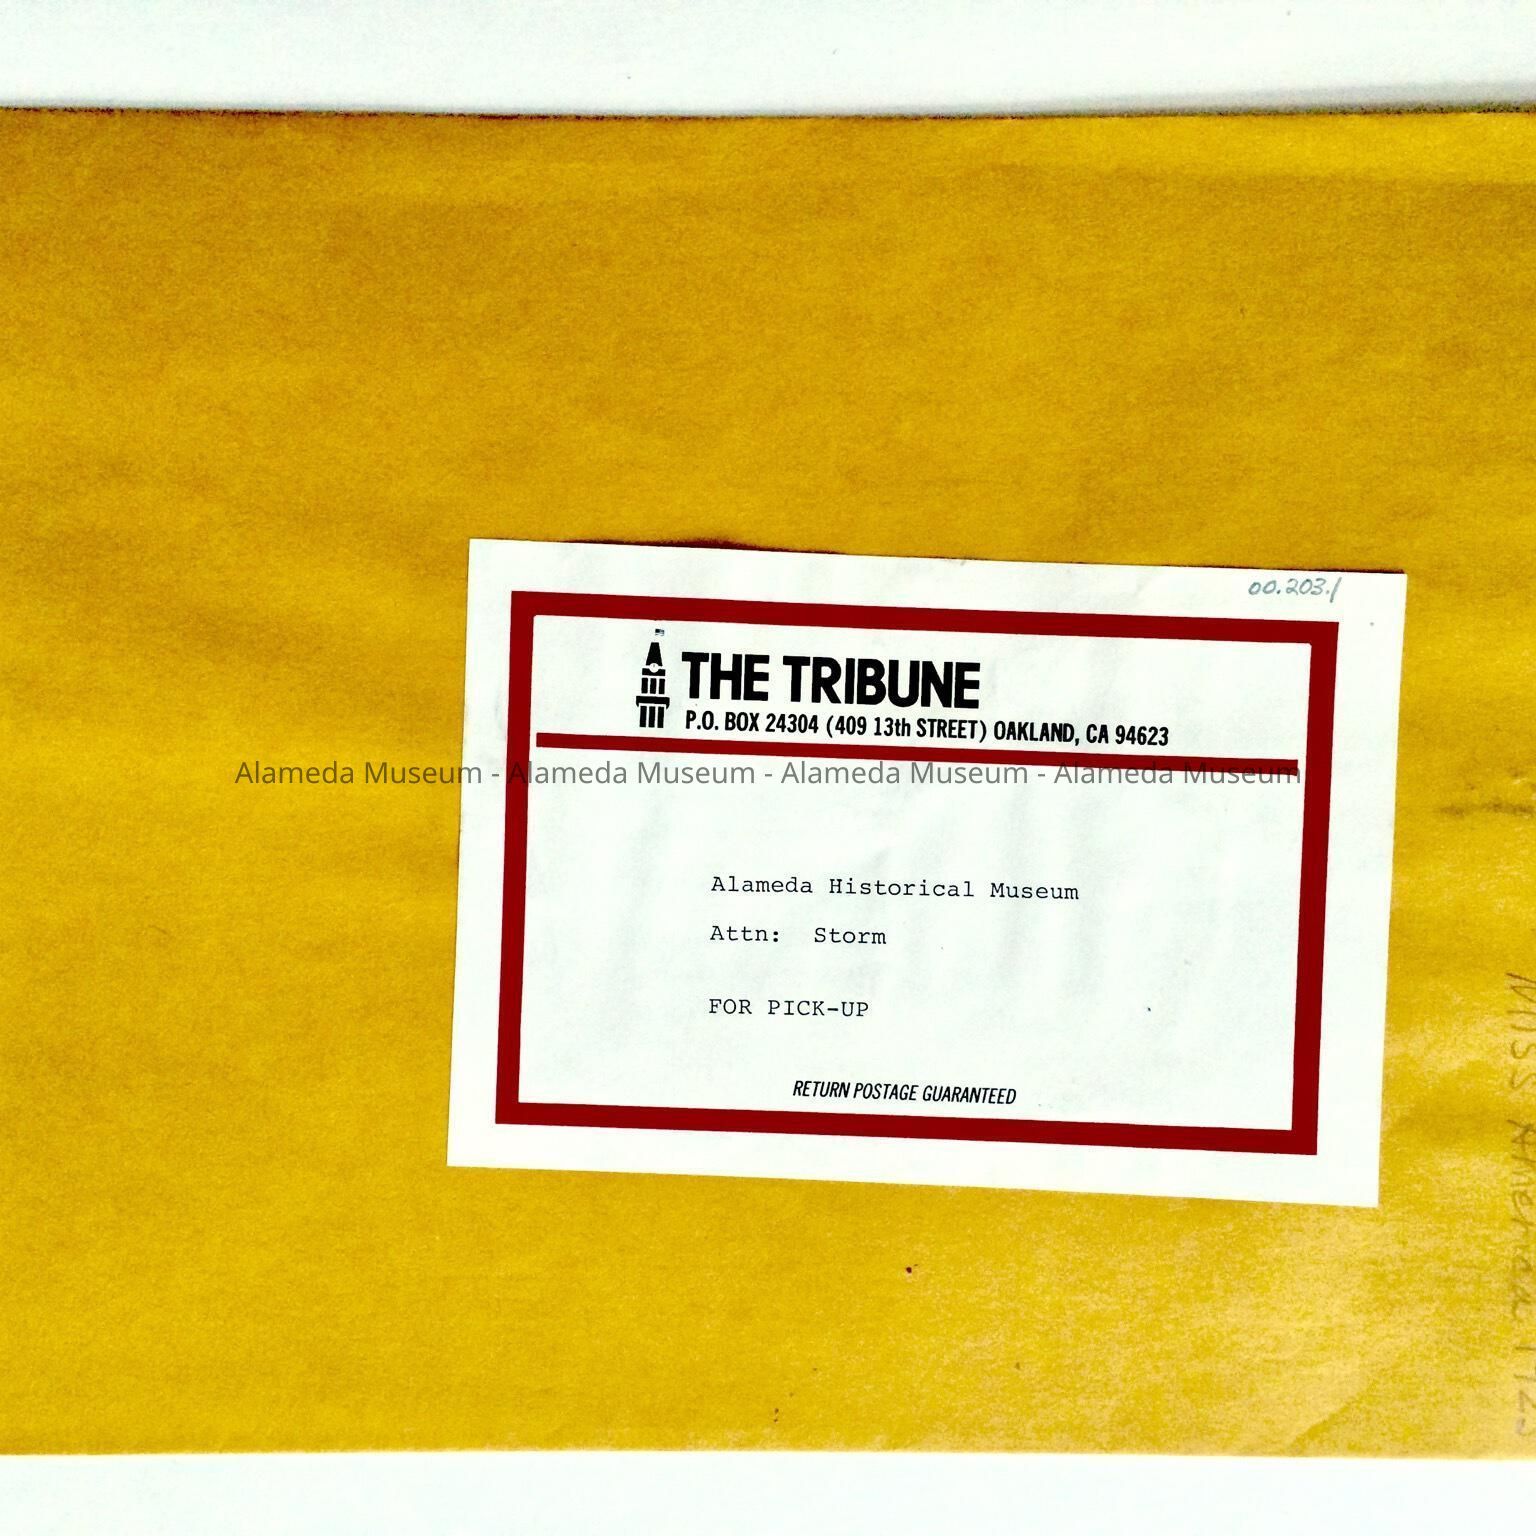 00.203.1
THE TRIBUNE
P.O. BOX 24304 (409 13th STREET) OAKLAND, CA 94623
Alameda Museum - Alameda Museum - Alameda Museum - Alameda Museum
Alameda Historical Museum
Attn: Storm
FOR PICK-UP
RETURN POSTAGE GUARANTEED
MISS